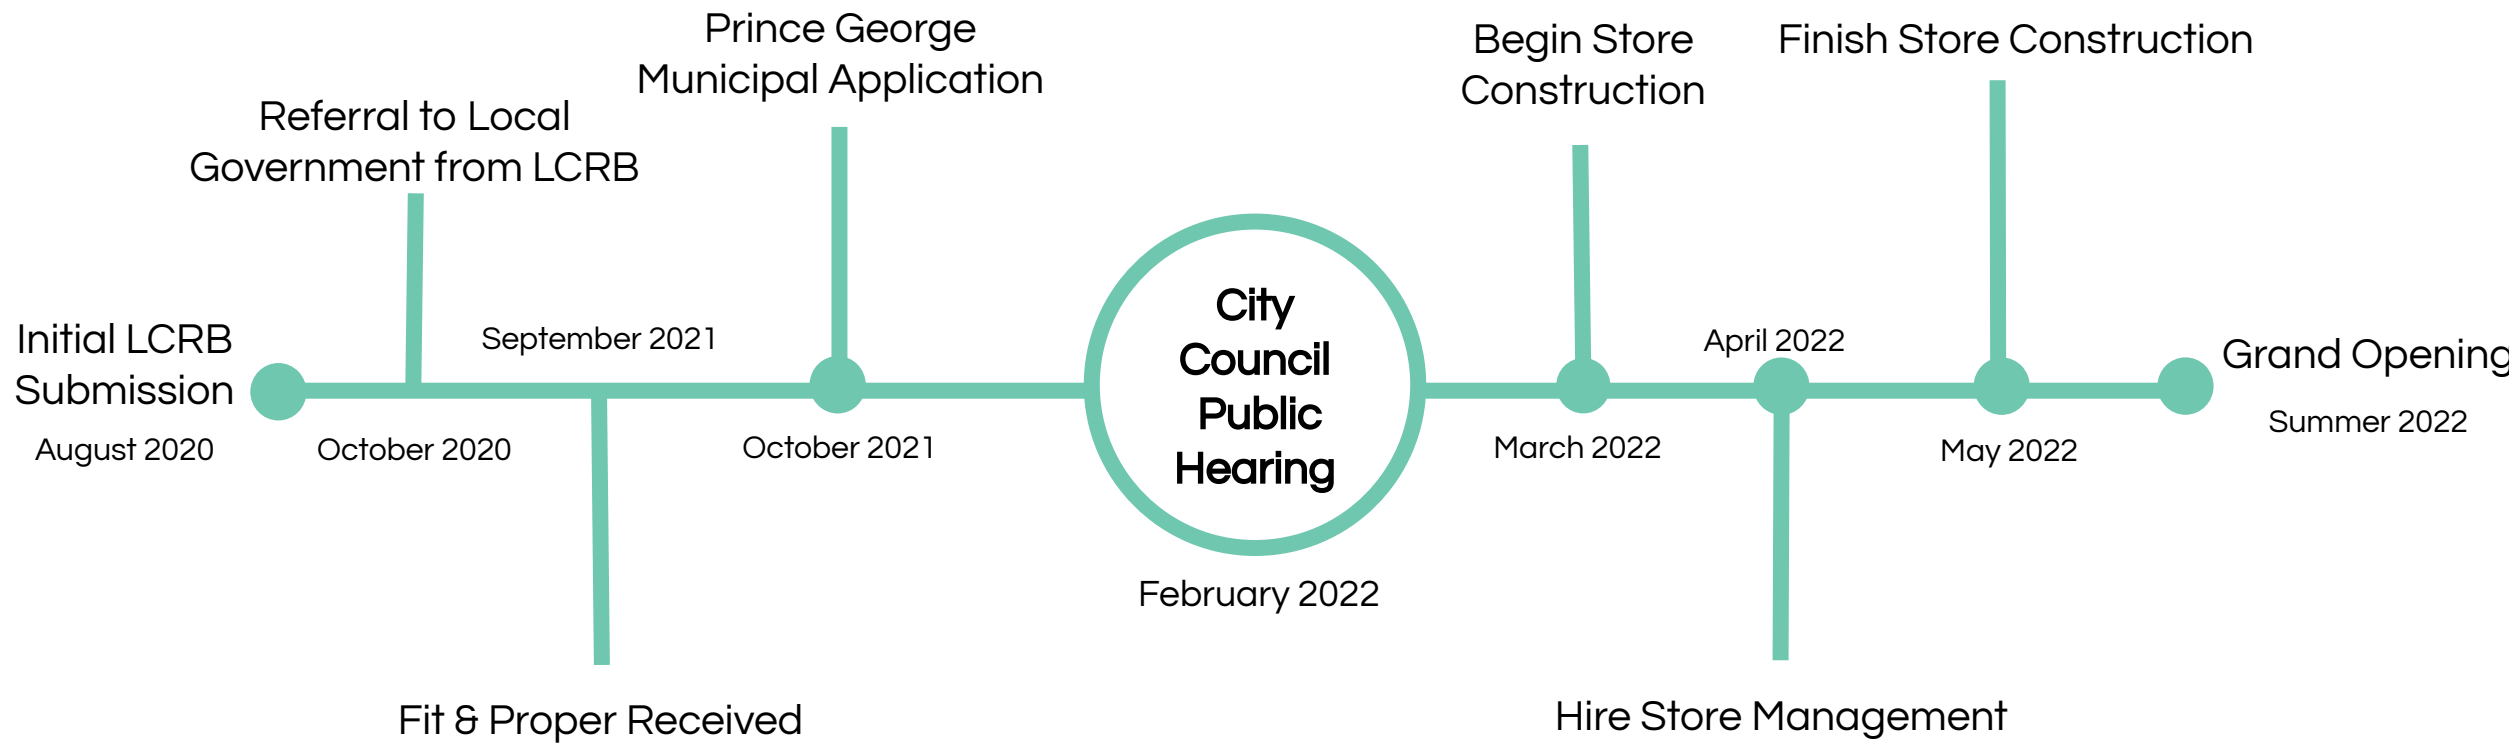 Initial LCRB
Submission
August 2020
Referral to Local
Government from LCRB
October 2020
September 2021
Fit & Proper Received
Prince George
Municipal Application
October 2021
City
Council
Public
Hearing
February 2022
Begin Store
Construction
March 2022
April 2022
Hire Store Management
Finish Store Construction
May 2022
Grand Opening
Summer 2022